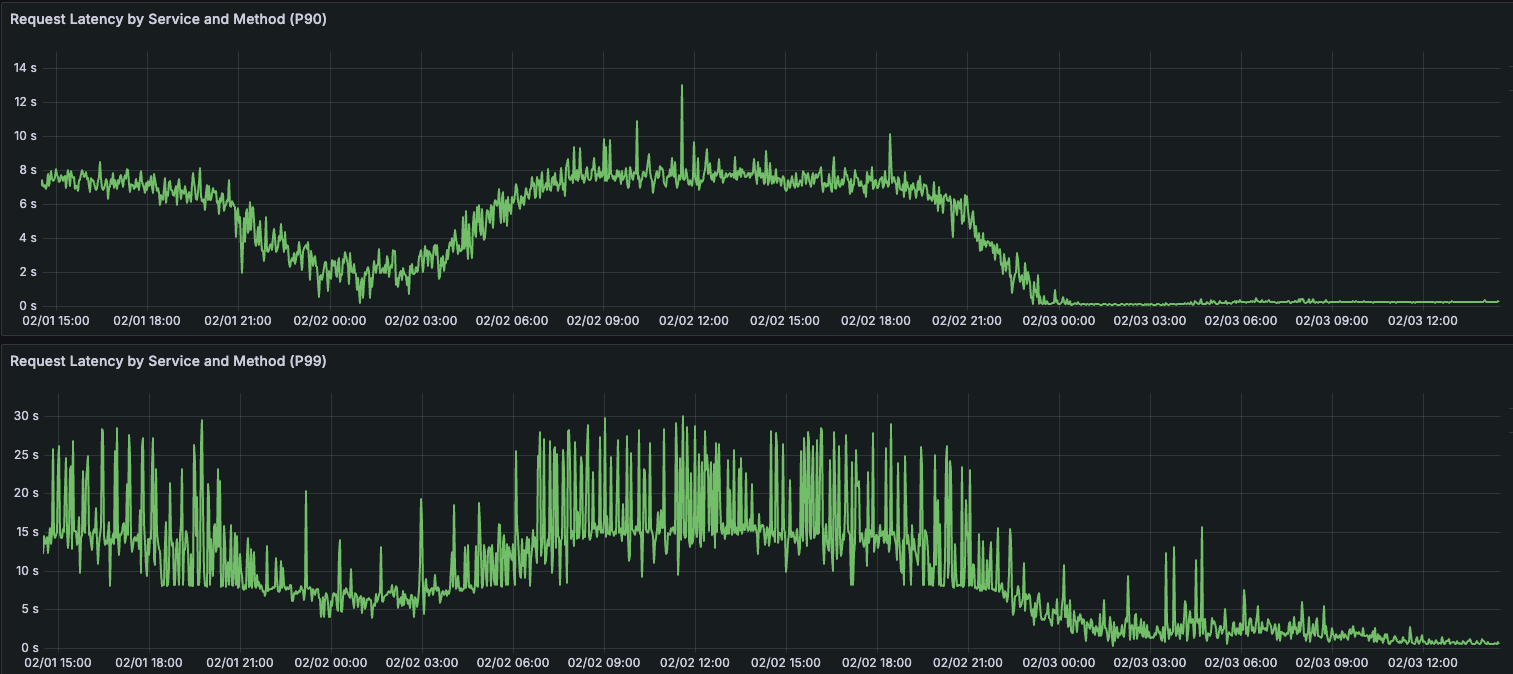 Request Latency by Service and Method (P90)
14 s
12 s
10 s
8 s
6 s
4 s
2 s
0 s
02/01 15:00 02/01 18:00 02/01 21:00 02/02 00:00 02/02 03:00 02/02 06:00 02/02 09:00 02/02 12:00 02/02 15:00 02/02 18:00 02/02 21:00 02/03 00:00 02/03 03:00 02/03 06:00 02/03 09:00 02/03 12:00
Request Latency by Service and Method (P99)
30 s
25 s
20 s
15 s
10 s
5 s
0 s
02/01 15:00 02/01 18:00 02/01 21:00 02/02 00:00 02/02 03:00 02/02 06:00 02/02 09:00 02/02 12:00 02/02 15:00 02/02 18:00 02/02 21:00 02/03 00:00 02/03 03:00 02/03 06:00 02/03 09:00 02/03 12:00